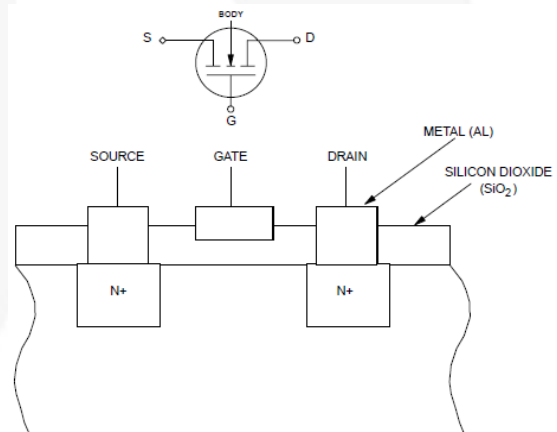 BODY
S
D
G
METAL (AL)
SOURCE
GATE
DRAIN
SILICON DIOXIDE
(SiO2)
N+
N+